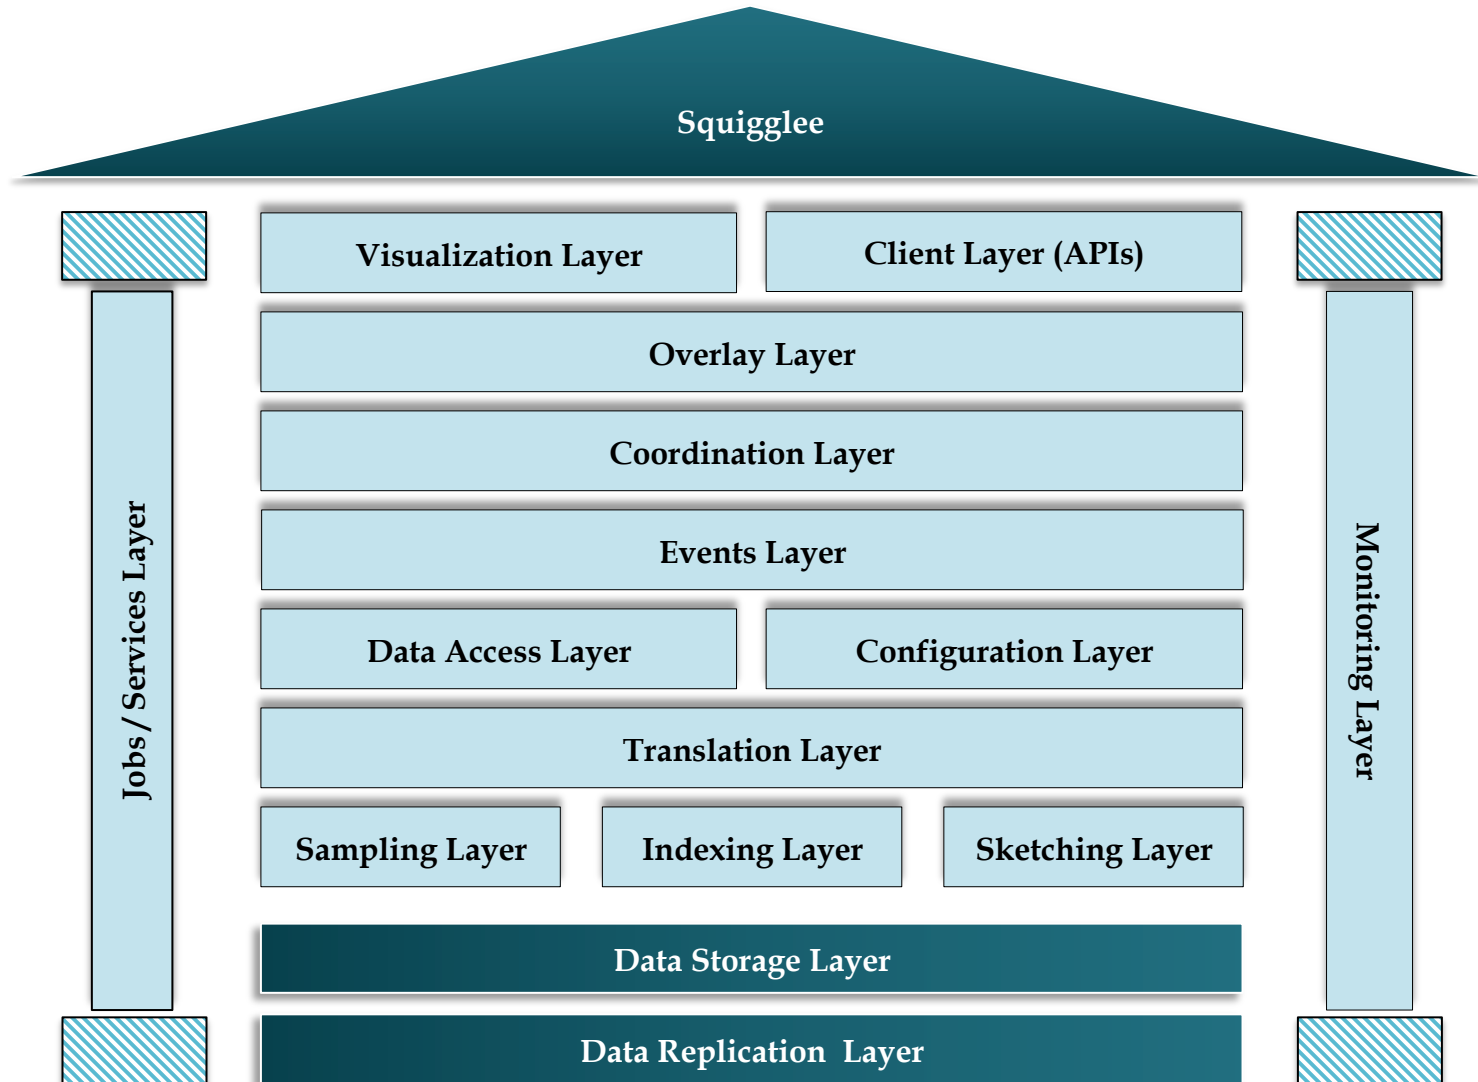 Squigglee
Visualization Layer
Client Layer (APIs)
Overlay Layer
Coordination Layer
Events Layer
Data Access Layer
Configuration Layer
Translation Layer
Sampling Layer
Indexing Layer
Sketching Layer
Data Storage Layer
Data Replication  Layer
Jobs / Services Layer
Monitoring Layer